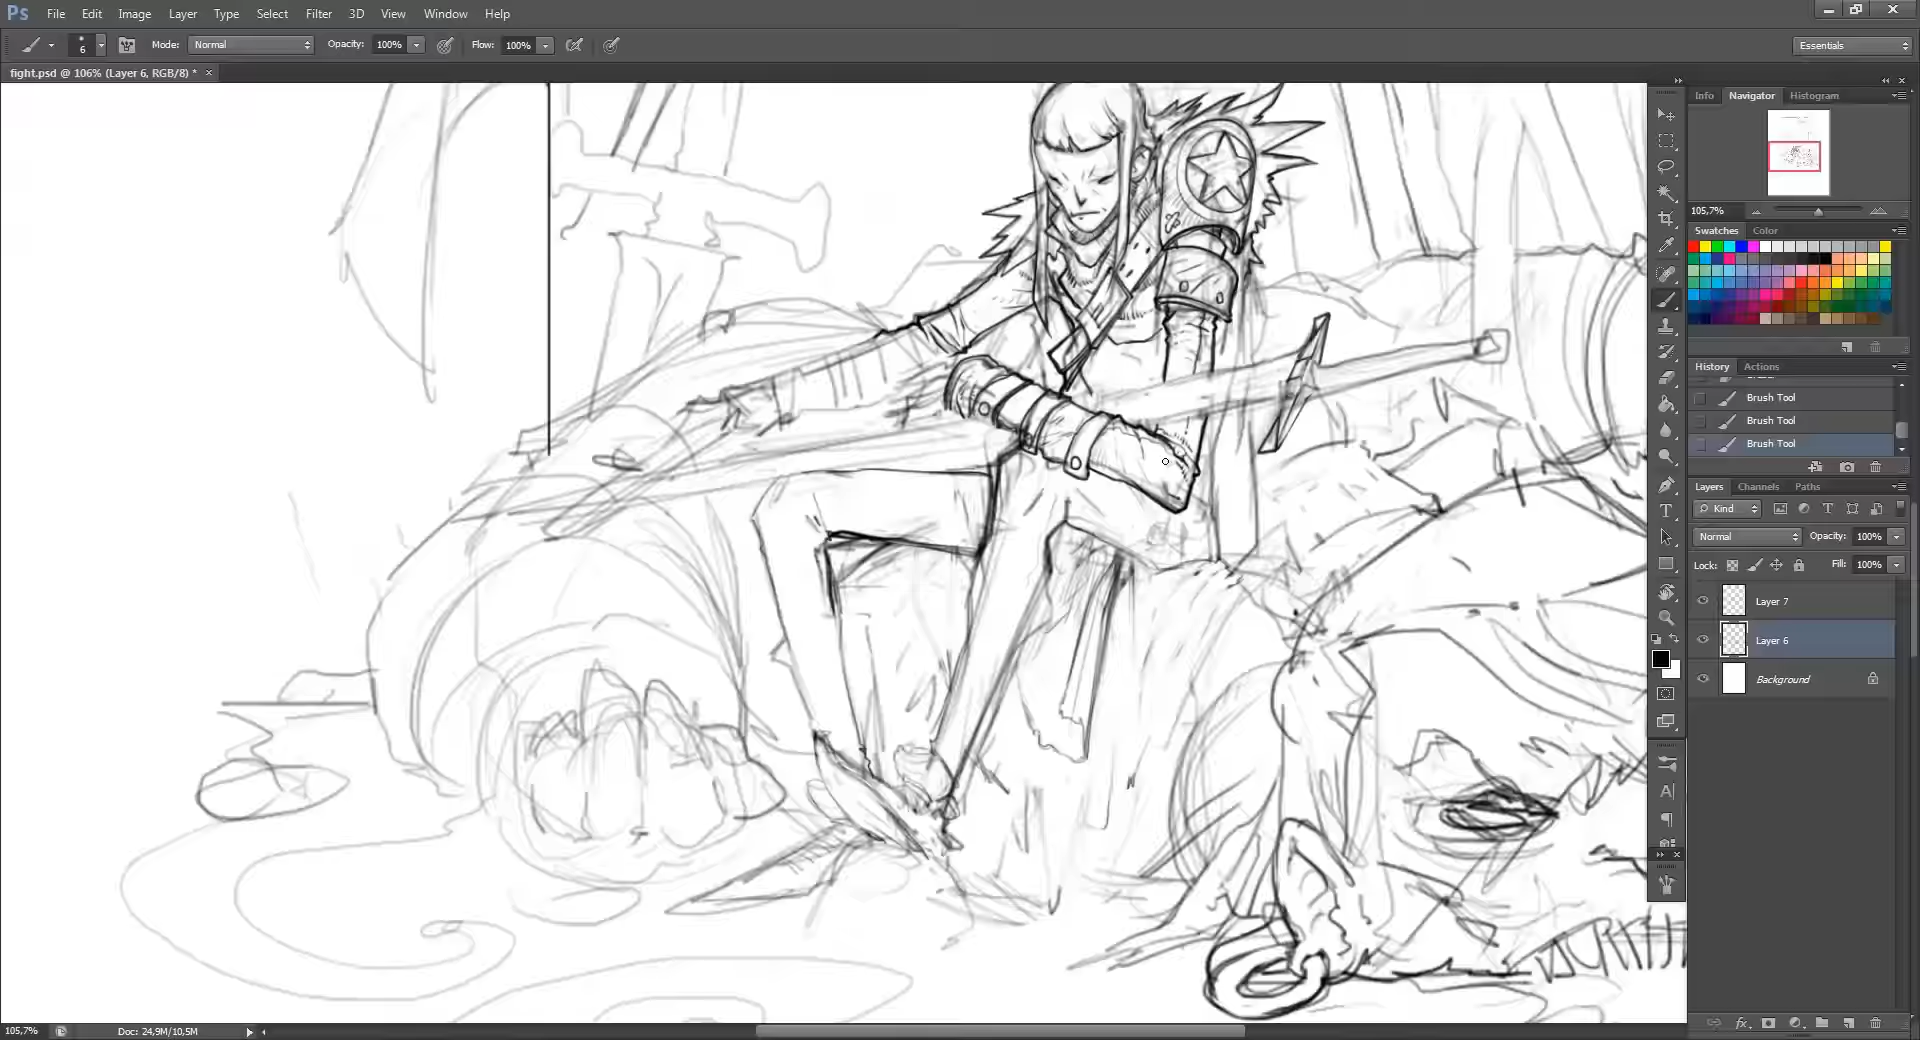 Ps File Edit Image Layer Type Select Filter 3D View Window Help
6 Mode: Normal Opacity: 100% Flow: 100% Essentials
fight.psd @ 106% (Layer 6, RGB/8) * ×
Info Navigator Histogram
105,7%
Swatches Color
History Actions
Brush Tool
Brush Tool
Brush Tool
Layers Channels Paths
Kind
Normal Opacity: 100%
Lock: Fill: 100%
Layer 7
Layer 6
Background
105,7% Doc: 24,9M/10,5M